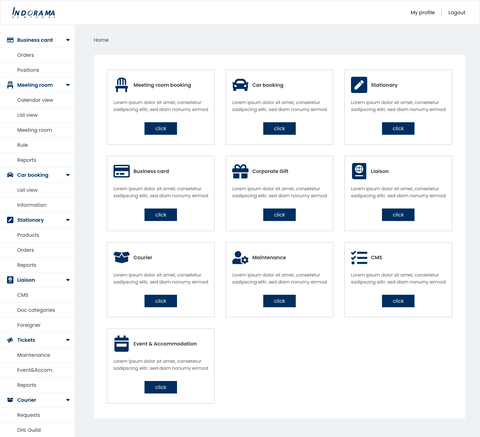 INDORAMA
My profile
Logout
Business card
Orders
Positions
Meeting room
Calendar view
List view
Meeting room
Rule
Reports
Car booking
List view
Information
Stationary
Products
Orders
Reports
Liaison
CMS
Doc categories
Foreigner
Tickets
Maintenance
Event&Accom.
Reports
Courier
Requests
DHL Guild
Home
Meeting room booking
Lorem ipsum dolor sit amet, consetetur
sadipscing elitr, sed diam nonumy eirmod
click
Car booking
Lorem ipsum dolor sit amet, consetetur
sadipscing elitr, sed diam nonumy eirmod
click
Stationary
Lorem ipsum dolor sit amet, consetetur
sadipscing elitr, sed diam nonumy eirmod
click
Business card
Lorem ipsum dolor sit amet, consetetur
sadipscing elitr, sed diam nonumy eirmod
click
Corporate Gift
Lorem ipsum dolor sit amet, consetetur
sadipscing elitr, sed diam nonumy eirmod
click
Liaison
Lorem ipsum dolor sit amet, consetetur
sadipscing elitr, sed diam nonumy eirmod
click
Courier
Lorem ipsum dolor sit amet, consetetur
sadipscing elitr, sed diam nonumy eirmod
click
Maintenance
Lorem ipsum dolor sit amet, consetetur
sadipscing elitr, sed diam nonumy eirmod
click
CMS
Lorem ipsum dolor sit amet, consetetur
sadipscing elitr, sed diam nonumy eirmod
click
Event & Accommodation
Lorem ipsum dolor sit amet, consetetur
sadipscing elitr, sed diam nonumy eirmod
click